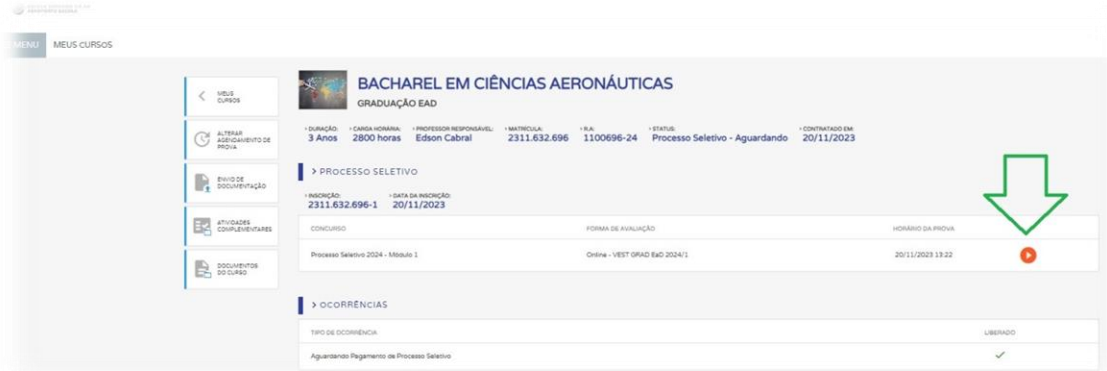 MENU MEUS CURSOS
MEUS CURSOS
ALTERAR AGENDAMENTO DE PROVA
ENVIO DE DOCUMENTAÇÃO
ATIVIDADES COMPLEMENTARES
DOCUMENTOS DO CURSO
BACHAREL EM CIÊNCIAS AERONÁUTICAS
GRADUAÇÃO EAD
› DURAÇÃO: › CARGA HORÁRIA: › PROFESSOR RESPONSÁVEL: › MATRÍCULA: › R.A: › STATUS: › CONTRATADO EM:
3 Anos 2800 horas Edson Cabral 2311.632.696 1100696-24 Processo Seletivo - Aguardando 20/11/2023
> PROCESSO SELETIVO
› INSCRIÇÃO: › DATA DA INSCRIÇÃO:
2311.632.696-1 20/11/2023
CONCURSO FORMA DE AVALIAÇÃO HORÁRIO DA PROVA
Processo Seletivo 2024 - Módulo 1 Online - VEST GRAD EaD 2024/1 20/11/2023 13:22
> OCORRÊNCIAS
TIPO DE OCORRÊNCIA LIBERADO
Aguardando Pagamento de Processo Seletivo